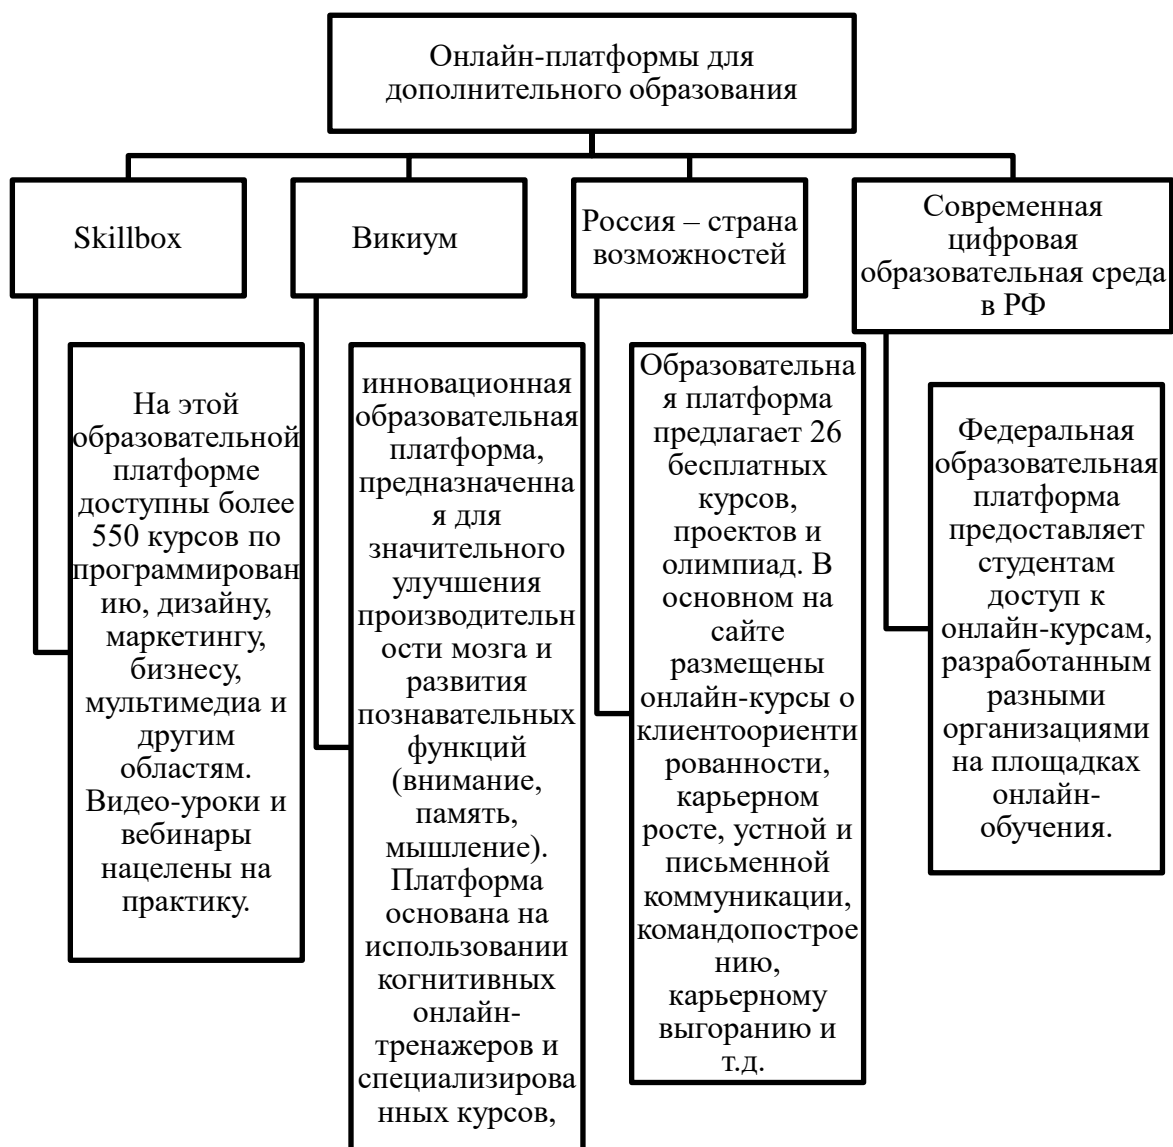 Онлайн-платформы для
дополнительного образования
Skillbox
Викиум
Россия – страна
возможностей
Современная
цифровая
образовательная среда
в РФ
На этой
образовательной
платформе
доступны более
550 курсов по
программирован
ию, дизайну,
маркетингу,
бизнесу,
мультимедиа и
другим
областям.
Видео-уроки и
вебинары
нацелены на
практику.
инновационная
образовательная
платформа,
предназначенна
я для
значительного
улучшения
производительн
ости мозга и
развития
познавательных
функций
(внимание,
память,
мышление).
Платформа
основана на
использовании
когнитивных
онлайн-
тренажеров и
специализирова
нных курсов,
Образовательна
я платформа
предлагает 26
бесплатных
курсов,
проектов и
олимпиад. В
основном на
сайте
размещены
онлайн-курсы о
клиентоориенти
рованности,
карьерном
росте, устной и
письменной
коммуникации,
командопострое
нию,
карьерному
выгоранию и
т.д.
Федеральная
образовательная
платформа
предоставляет
студентам
доступ к
онлайн-курсам,
разработанным
разными
организациями
на площадках
онлайн-
обучения.